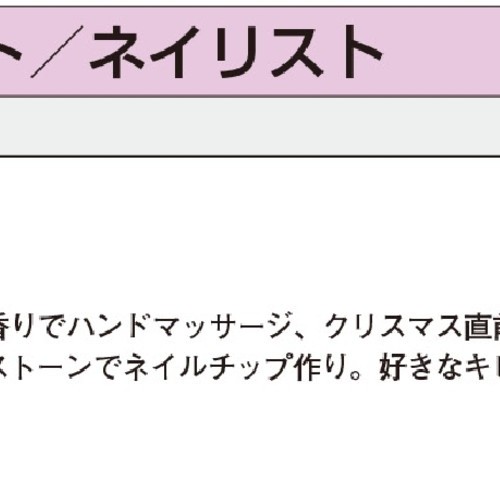 ト／ネイリスト
香りでハンドマッサージ、クリスマス直前
ストーンでネイルチップ作り。好きなキ